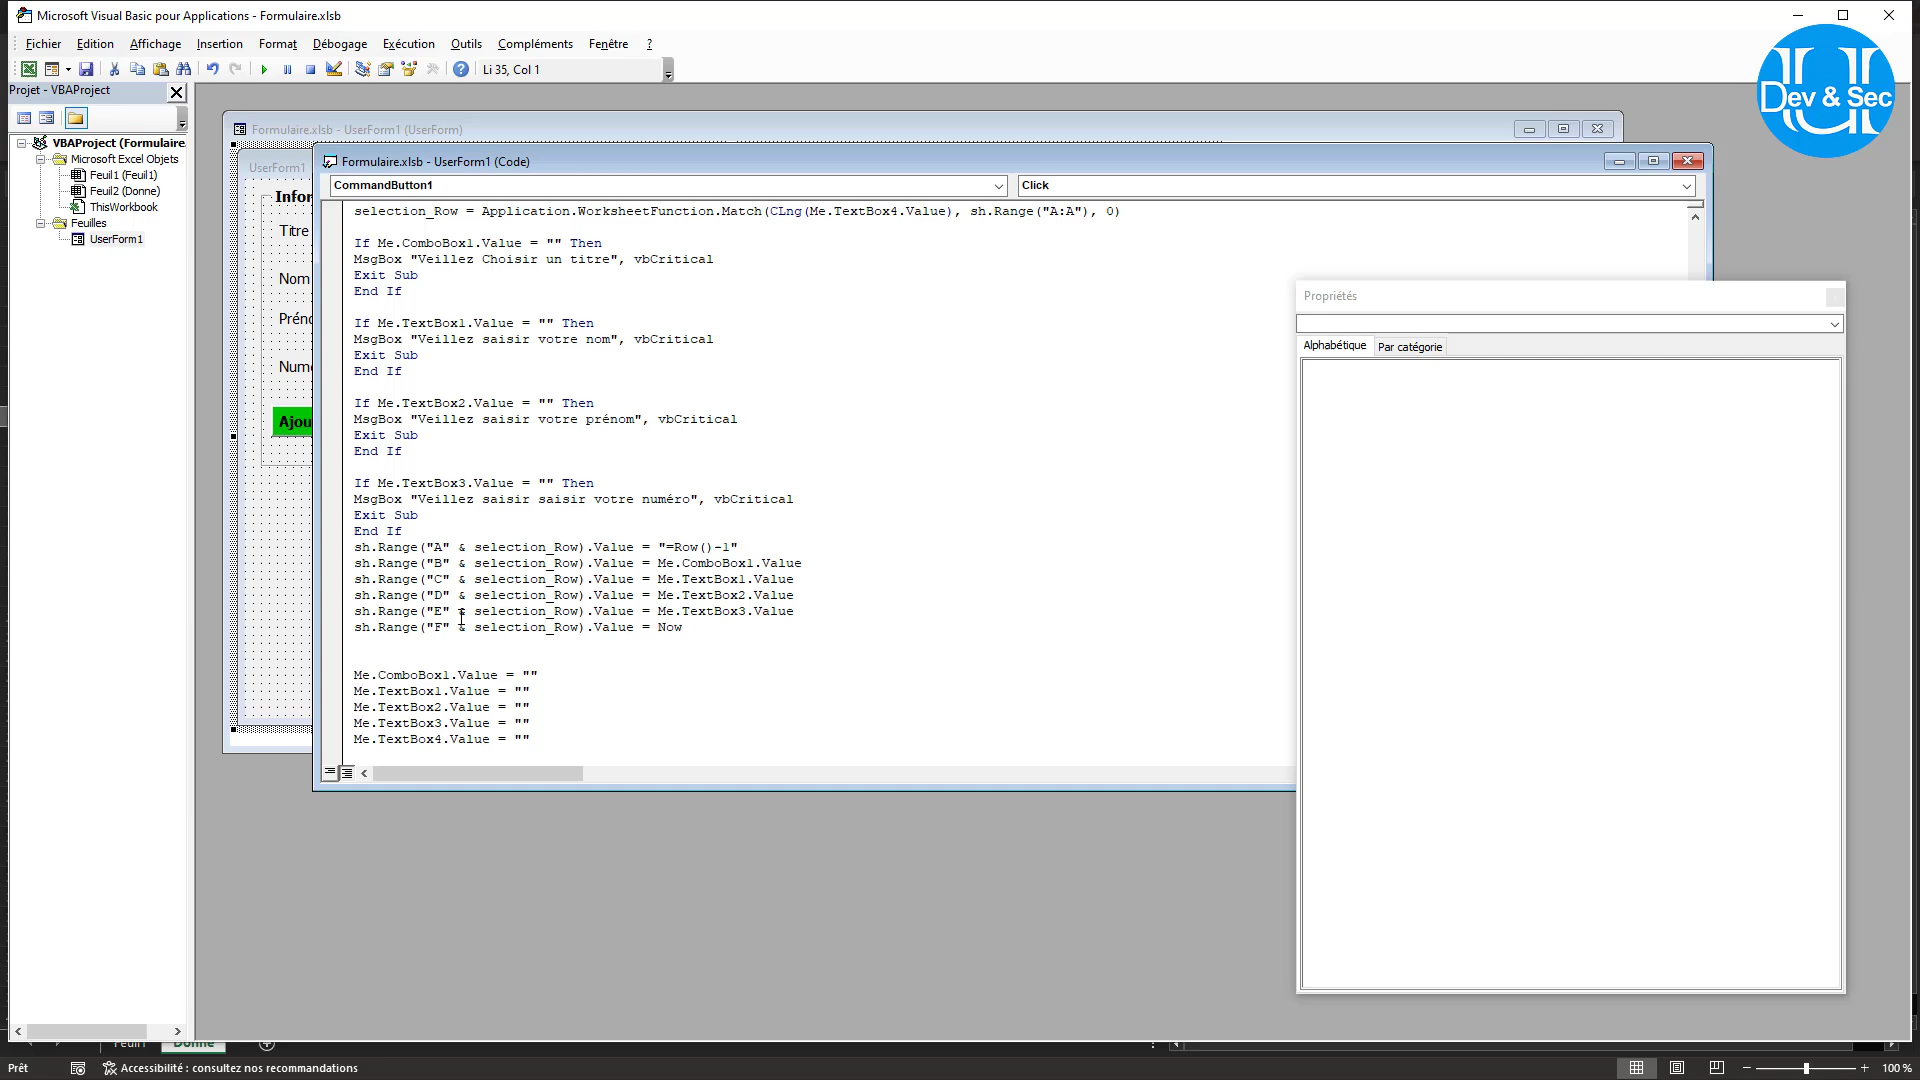 Microsoft Visual Basic pour Applications - Formulaire.xlsb
Fichier Edition Affichage Insertion Format Débogage Exécution Outils Compléments Fenêtre ?
Li 35, Col 1
Dev & Sec
Projet - VBAProject
VBAProject (Formulaire.
Microsoft Excel Objets
Feuil1 (Feuil1)
Feuil2 (Donne)
ThisWorkbook
Feuilles
UserForm1
Formulaire.xlsb - UserForm1 (UserForm)
UserForm1
Infor
Titre
Nom
Préno
Nume
Ajou
Formulaire.xlsb - UserForm1 (Code)
CommandButton1 Click
selection_Row = Application.WorksheetFunction.Match(CLng(Me.TextBox4.Value), sh.Range("A:A"), 0)
If Me.ComboBox1.Value = "" Then
MsgBox "Veillez Choisir un titre", vbCritical
Exit Sub
End If
If Me.TextBox1.Value = "" Then
MsgBox "Veillez saisir votre nom", vbCritical
Exit Sub
End If
If Me.TextBox2.Value = "" Then
MsgBox "Veillez saisir votre prénom", vbCritical
Exit Sub
End If
If Me.TextBox3.Value = "" Then
MsgBox "Veillez saisir saisir votre numéro", vbCritical
Exit Sub
End If
sh.Range("A" & selection_Row).Value = "=Row()-1"
sh.Range("B" & selection_Row).Value = Me.ComboBox1.Value
sh.Range("C" & selection_Row).Value = Me.TextBox1.Value
sh.Range("D" & selection_Row).Value = Me.TextBox2.Value
sh.Range("E" & selection_Row).Value = Me.TextBox3.Value
sh.Range("F" & selection_Row).Value = Now
Me.ComboBox1.Value = ""
Me.TextBox1.Value = ""
Me.TextBox2.Value = ""
Me.TextBox3.Value = ""
Me.TextBox4.Value = ""
Propriétés
Alphabétique Par catégorie
Feuil1 Donne
Prêt Accessibilité : consultez nos recommandations 100 %